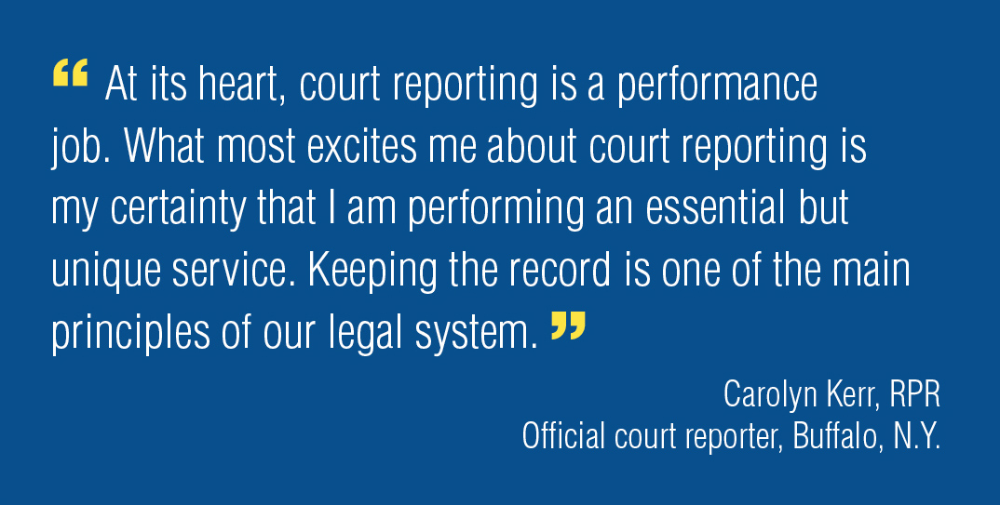 “ At its heart, court reporting is a performance
job. What most excites me about court reporting is
my certainty that I am performing an essential but
unique service. Keeping the record is one of the main
principles of our legal system. ”
Carolyn Kerr, RPR
Official court reporter, Buffalo, N.Y.